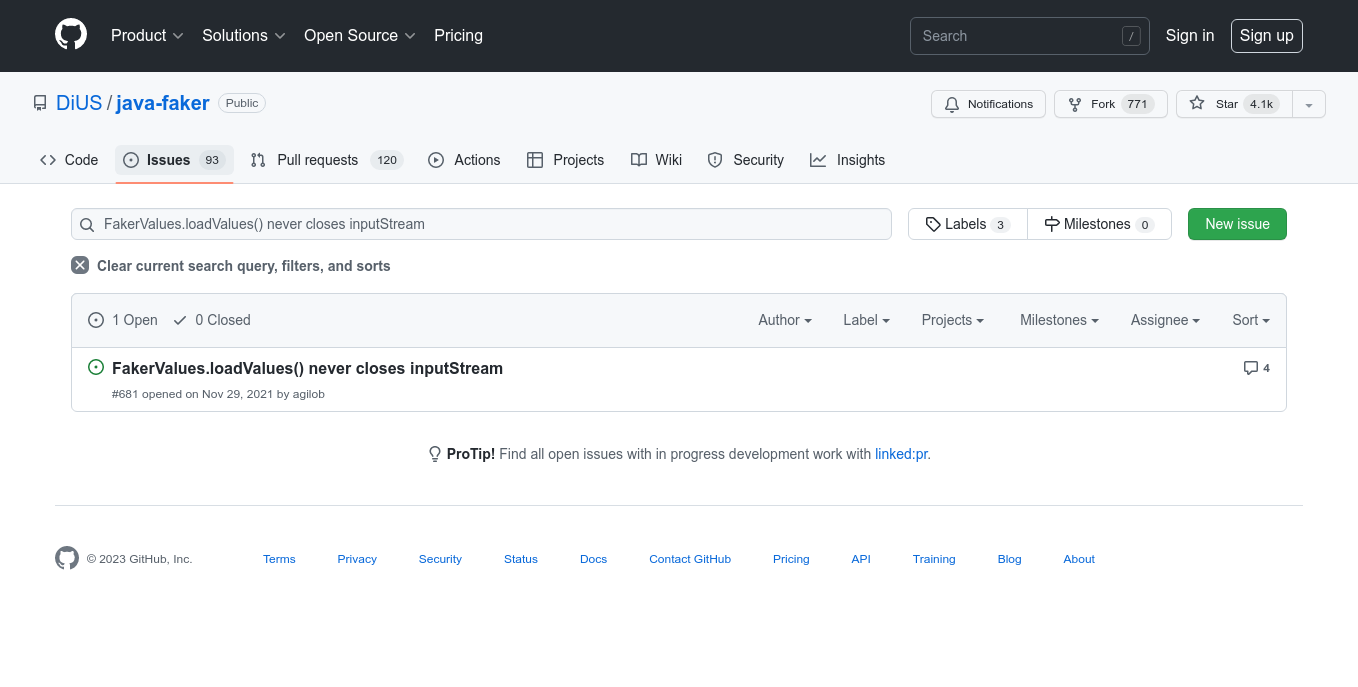 Product Solutions Open Source Pricing Search / Sign in Sign up
DiUS / java-faker Public Notifications Fork 771 Star 4.1k
Code Issues 93 Pull requests 120 Actions Projects Wiki Security Insights
FakerValues.loadValues() never closes inputStream Labels 3 Milestones 0 New issue
Clear current search query, filters, and sorts
1 Open 0 Closed Author Label Projects Milestones Assignee Sort
FakerValues.loadValues() never closes inputStream 4
#681 opened on Nov 29, 2021 by agilob
ProTip! Find all open issues with in progress development work with linked:pr.
© 2023 GitHub, Inc. Terms Privacy Security Status Docs Contact GitHub Pricing API Training Blog About